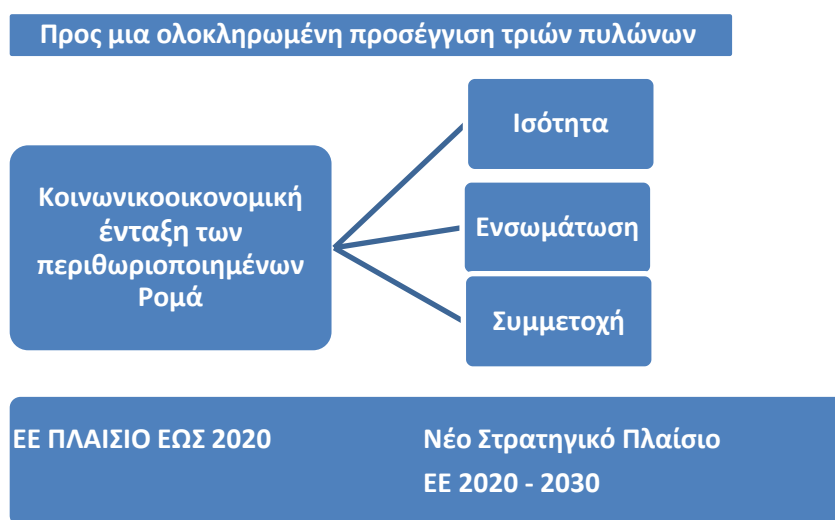 Προς μια ολοκληρωμένη προσέγγιση τριών πυλώνων
Ισότητα
Κοινωνικοοικονομική
ένταξη των
περιθωριοποιημένων
Ρομά
Ενσωμάτωση
Συμμετοχή
ΕΕ ΠΛΑΙΣΙΟ ΕΩΣ 2020
Νέο Στρατηγικό Πλαίσιο
ΕΕ 2020 - 2030